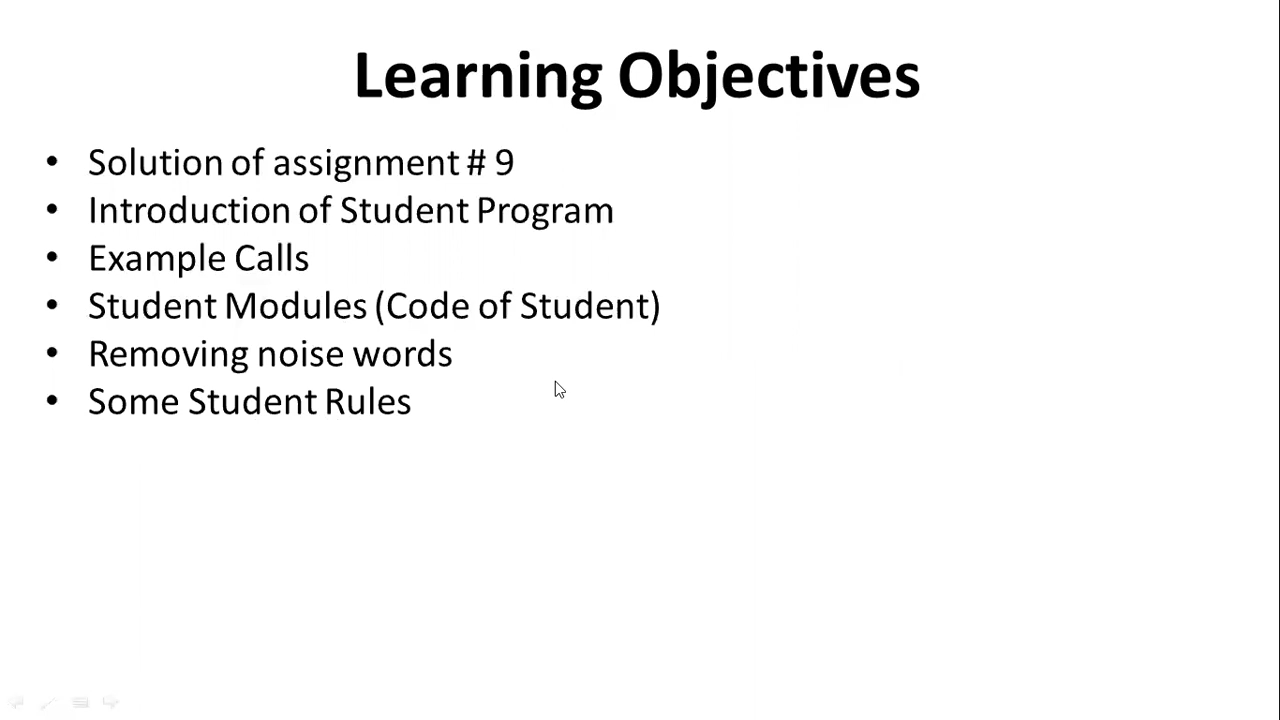 Learning Objectives
• Solution of assignment # 9
• Introduction of Student Program
• Example Calls
• Student Modules (Code of Student)
• Removing noise words
• Some Student Rules